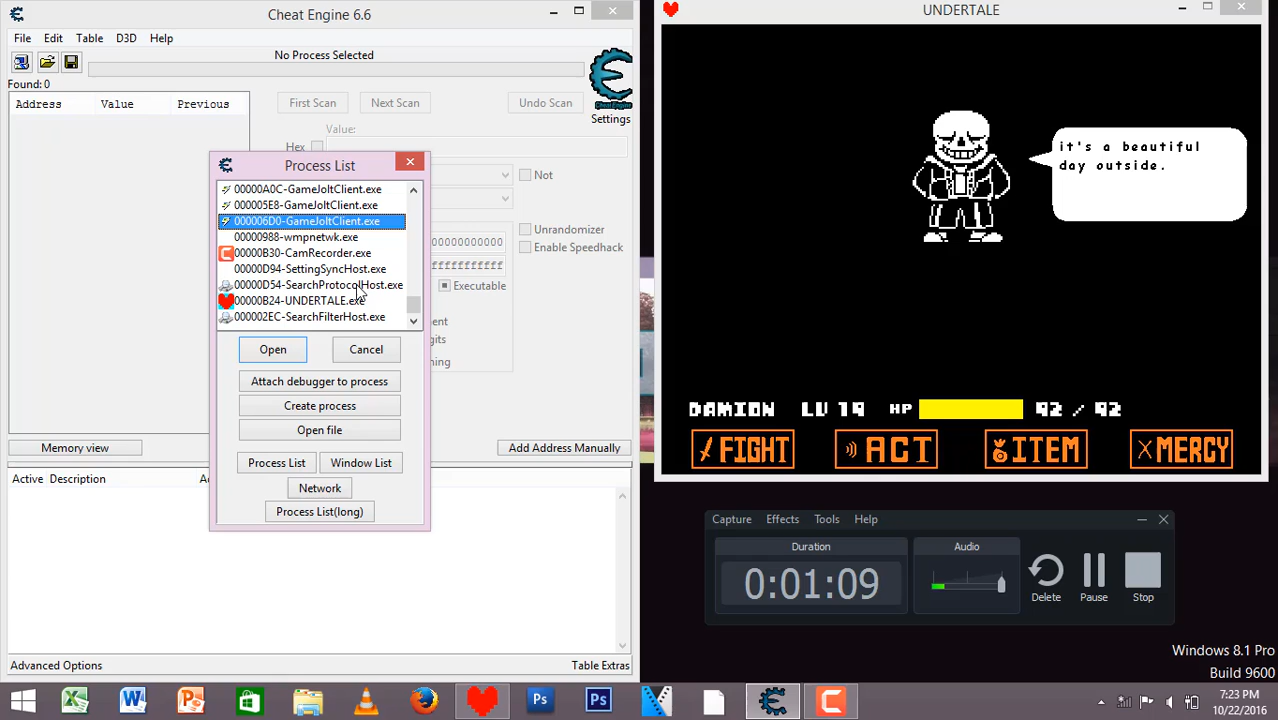 Cheat Engine 6.6
File Edit Table D3D Help
No Process Selected
Found: 0
Address Value Previous
First Scan Next Scan Undo Scan
Value:
Hex
Settings
Not
Unrandomizer
Enable Speedhack
Executable
Process List
00000A0C-GameJoltClient.exe
000005E8-GameJoltClient.exe
000006D0-GameJoltClient.exe
00000988-wmpnetwk.exe
00000B30-CamRecorder.exe
00000D94-SettingSyncHost.exe
00000D54-SearchProtocolHost.exe
00000B24-UNDERTALE.exe
000002EC-SearchFilterHost.exe
Open Cancel
Attach debugger to process
Create process
Open file
Process List Window List
Network
Process List(long)
Memory view
Add Address Manually
Active Description
Advanced Options
Table Extras
UNDERTALE
it's a beautiful
day outside.
DAMION LV 19 HP 92 / 92
FIGHT ACT ITEM MERCY
Capture Effects Tools Help
Duration Audio
0:01:09
Delete Pause Stop
Windows 8.1 Pro
Build 9600
7:23 PM
10/22/2016